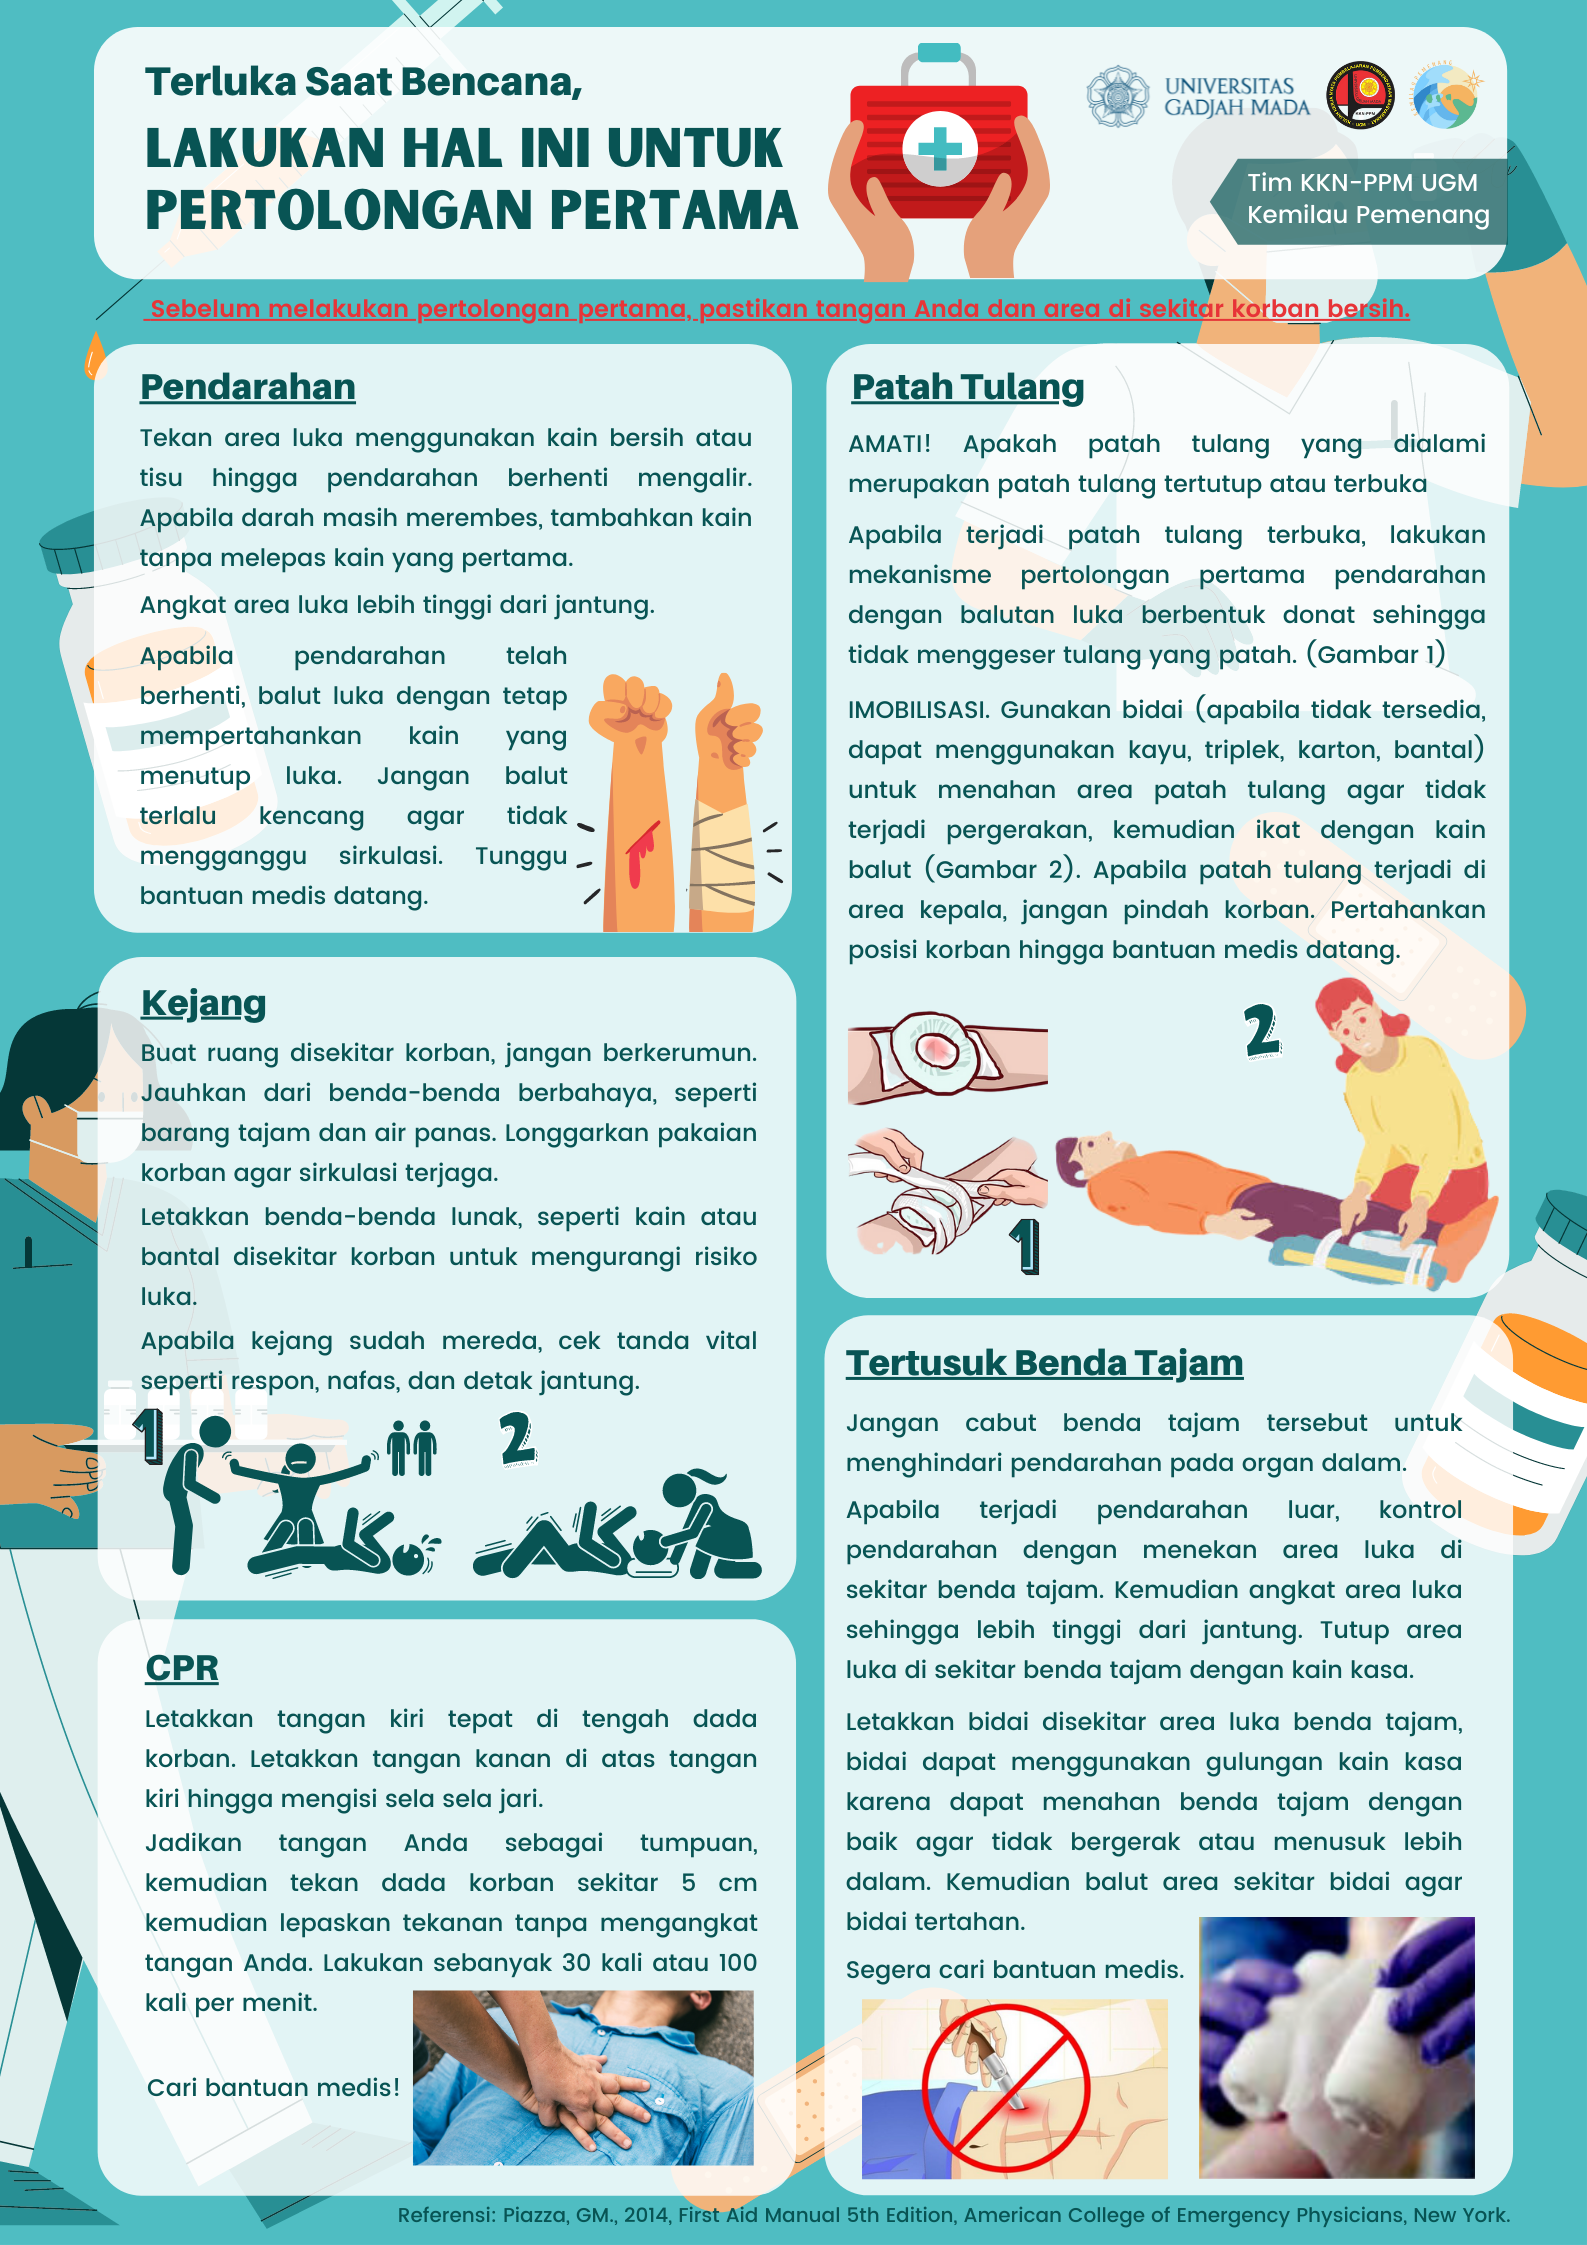 Terluka Saat Bencana,
LAKUKAN HAL INI UNTUK
PERTOLONGAN PERTAMA
UNIVERSITAS
GADJAH MADA
Tim KKN-PPM UGM
Kemilau Pemenang
Sebelum melakukan pertolongan pertama, pastikan tangan Anda dan area di sekitar korban bersih.
Pendarahan
Tekan area luka menggunakan kain bersih atau
tisu hingga pendarahan berhenti mengalir.
Apabila darah masih merembes, tambahkan kain
tanpa melepas kain yang pertama.
Angkat area luka lebih tinggi dari jantung.
Apabila pendarahan telah
berhenti, balut luka dengan tetap
mempertahankan kain yang
menutup luka. Jangan balut
terlalu kencang agar tidak
mengganggu sirkulasi. Tunggu
bantuan medis datang.
Kejang
Buat ruang disekitar korban, jangan berkerumun.
Jauhkan dari benda-benda berbahaya, seperti
barang tajam dan air panas. Longgarkan pakaian
korban agar sirkulasi terjaga.
Letakkan benda-benda lunak, seperti kain atau
bantal disekitar korban untuk mengurangi risiko
luka.
Apabila kejang sudah mereda, cek tanda vital
seperti respon, nafas, dan detak jantung.
1
2
CPR
Letakkan tangan kiri tepat di tengah dada
korban. Letakkan tangan kanan di atas tangan
kiri hingga mengisi sela sela jari.
Jadikan tangan Anda sebagai tumpuan,
kemudian tekan dada korban sekitar 5 cm
kemudian lepaskan tekanan tanpa mengangkat
tangan Anda. Lakukan sebanyak 30 kali atau 100
kali per menit.
Cari bantuan medis!
Patah Tulang
AMATI! Apakah patah tulang yang dialami
merupakan patah tulang tertutup atau terbuka
Apabila terjadi patah tulang terbuka, lakukan
mekanisme pertolongan pertama pendarahan
dengan balutan luka berbentuk donat sehingga
tidak menggeser tulang yang patah. (Gambar 1)
IMOBILISASI. Gunakan bidai (apabila tidak tersedia,
dapat menggunakan kayu, triplek, karton, bantal)
untuk menahan area patah tulang agar tidak
terjadi pergerakan, kemudian ikat dengan kain
balut (Gambar 2). Apabila patah tulang terjadi di
area kepala, jangan pindah korban. Pertahankan
posisi korban hingga bantuan medis datang.
2
1
Tertusuk Benda Tajam
Jangan cabut benda tajam tersebut untuk
menghindari pendarahan pada organ dalam.
Apabila terjadi pendarahan luar, kontrol
pendarahan dengan menekan area luka di
sekitar benda tajam. Kemudian angkat area luka
sehingga lebih tinggi dari jantung. Tutup area
luka di sekitar benda tajam dengan kain kasa.
Letakkan bidai disekitar area luka benda tajam,
bidai dapat menggunakan gulungan kain kasa
karena dapat menahan benda tajam dengan
baik agar tidak bergerak atau menusuk lebih
dalam. Kemudian balut area sekitar bidai agar
bidai tertahan.
Segera cari bantuan medis.
Referensi: Piazza, GM., 2014, First Aid Manual 5th Edition, American College of Emergency Physicians, New York.